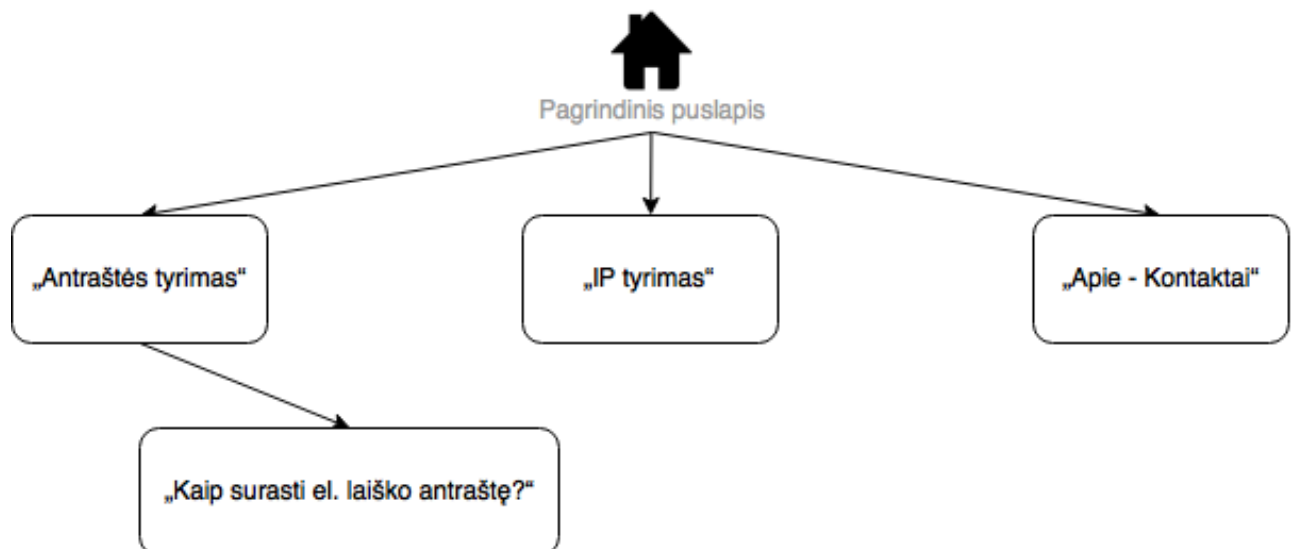 Pagrindinis puslapis
„Antraštės tyrimas“
„IP tyrimas“
„Apie - Kontaktai“
„Kaip surasti el. laiško antraštę?“